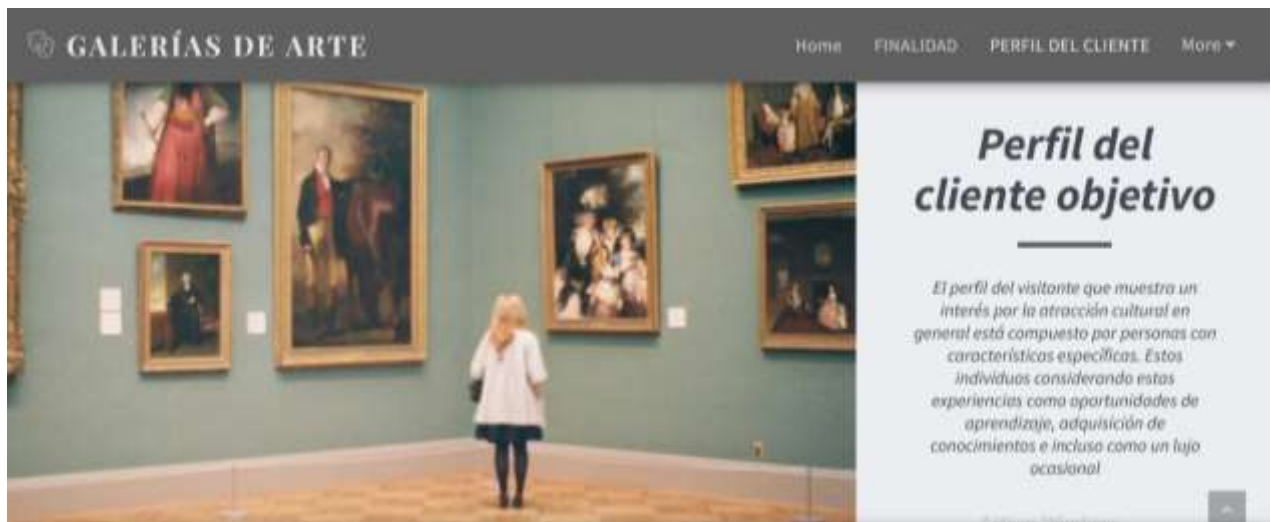 GALERÍAS DE ARTE
Home FINALIDAD PERFIL DEL CLIENTE More
Perfil del
cliente objetivo
El perfil del visitante que muestra un
interés por la atracción cultural en
general está compuesto por personas con
características específicas. Estos
individuos considerando estas
experiencias como oportunidades de
aprendizaje, adquisición de
conocimientos e incluso como un lujo
ocasional